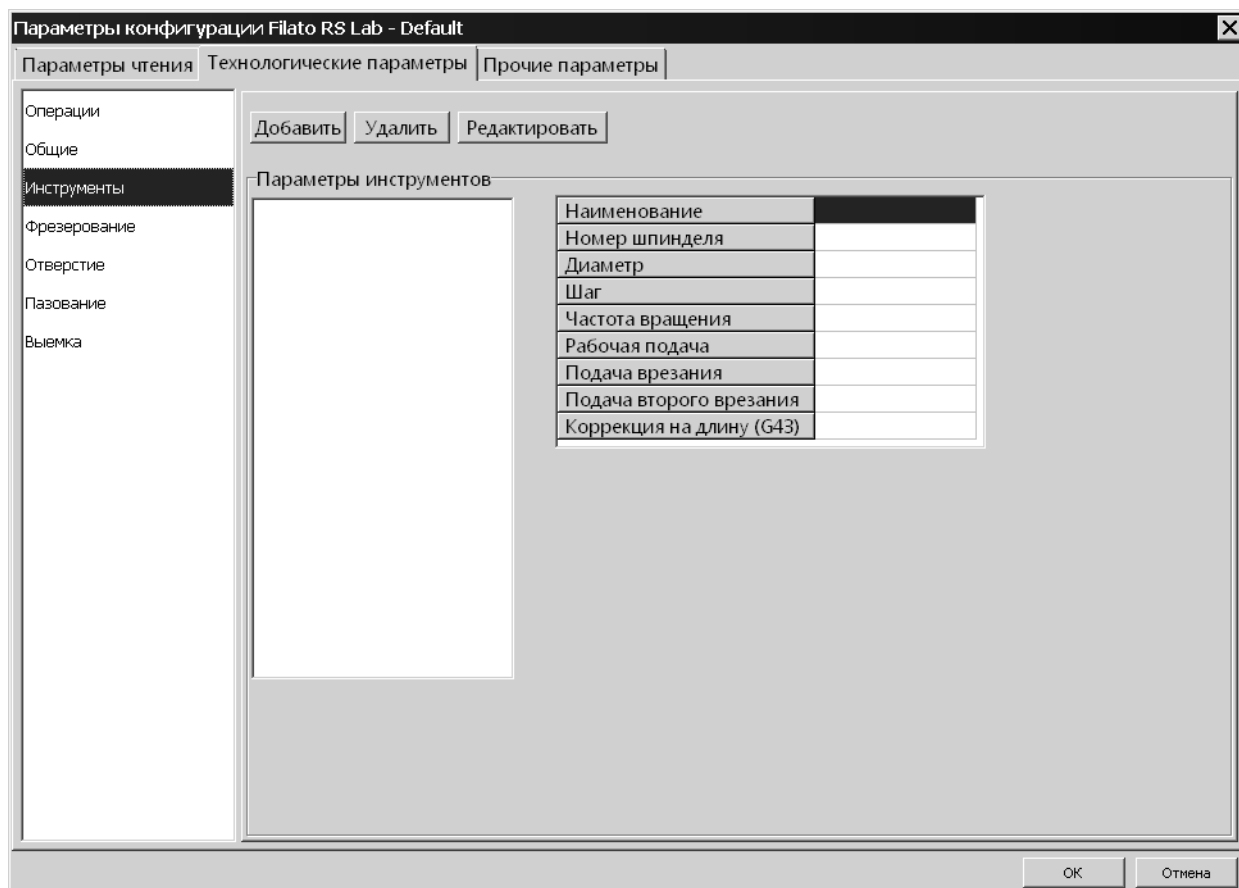 Параметры конфигурации Filato RS Lab - Default
Параметры чтения Технологические параметры Прочие параметры
Операции
Общие
Инструменты
Фрезерование
Отверстие
Пазование
Выемка
Добавить Удалить Редактировать
Параметры инструментов
Наименование
Номер шпинделя
Диаметр
Шаг
Частота вращения
Рабочая подача
Подача врезания
Подача второго врезания
Коррекция на длину (G43)
ОК Отмена